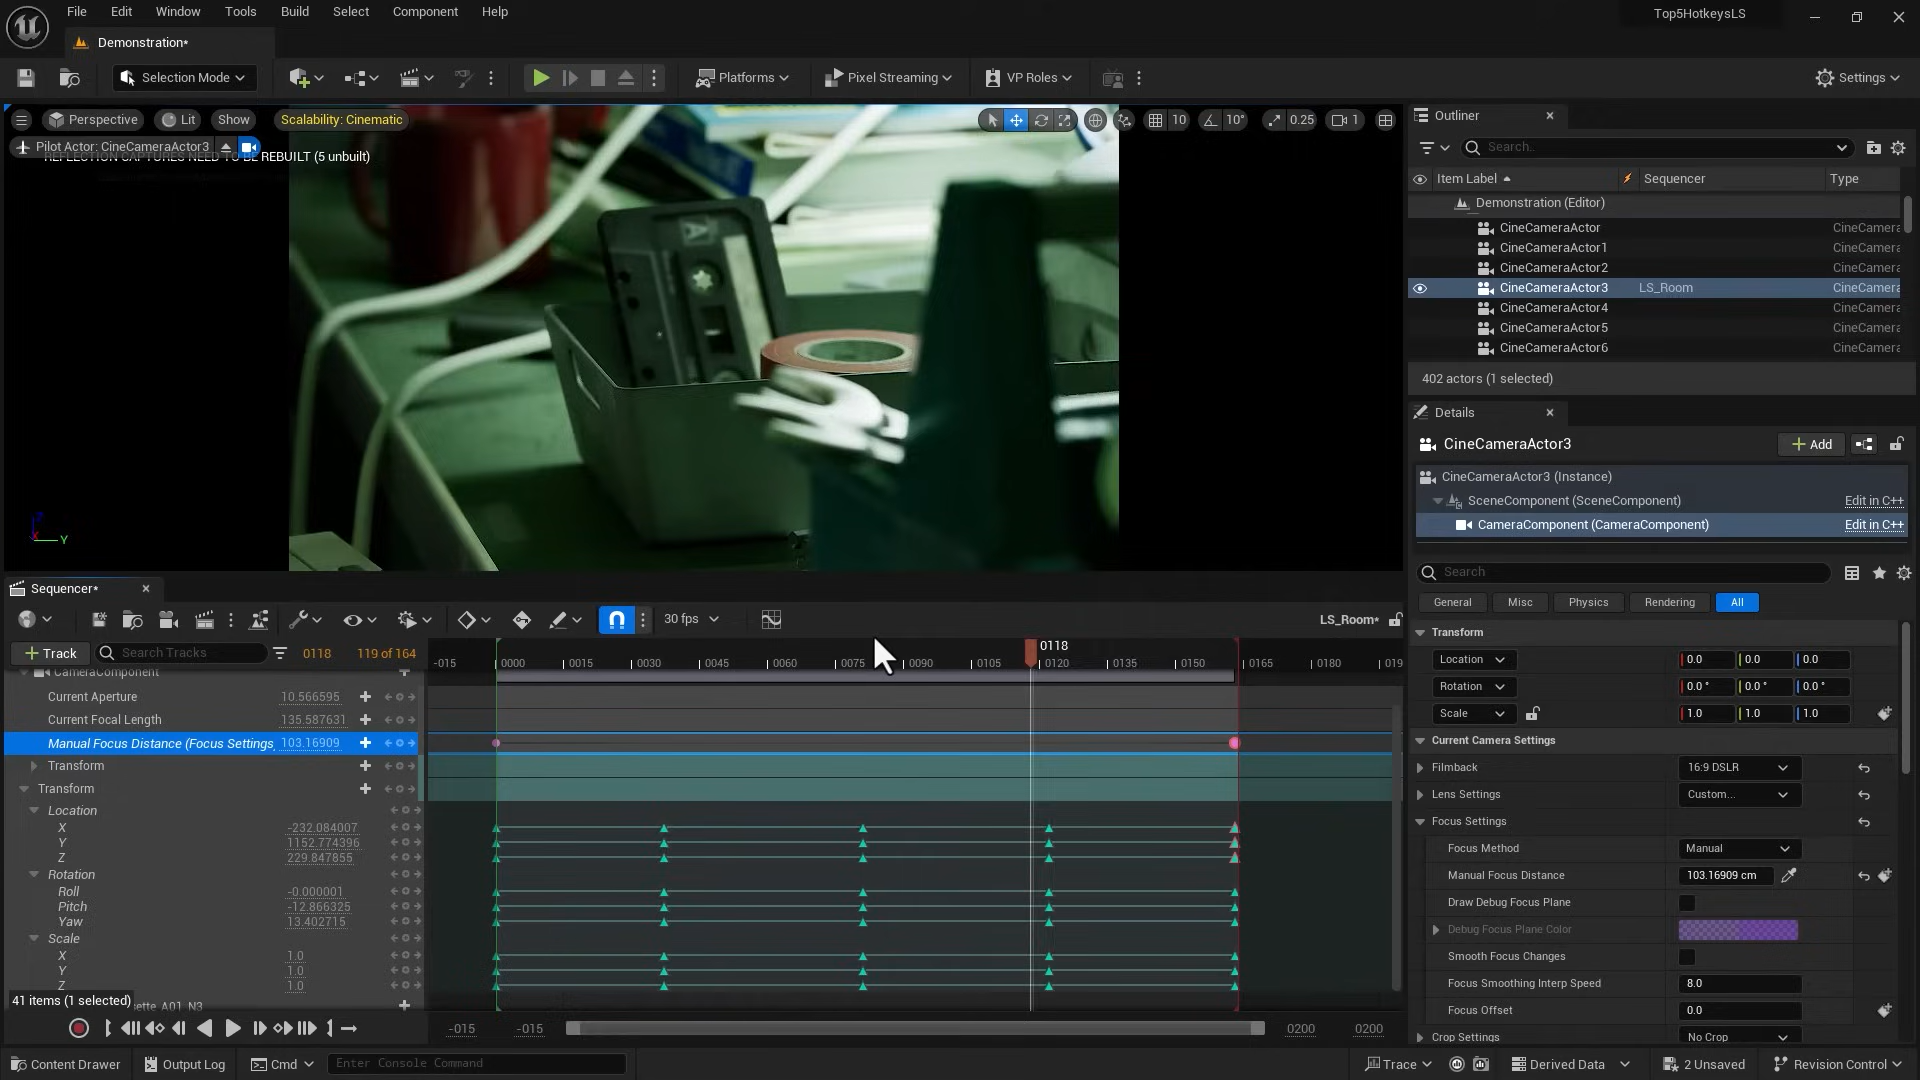 File Edit Window Tools Build Select Component Help
Top5HotkeysLS
Demonstration*
Selection Mode
Platforms
Pixel Streaming
VP Roles
Settings
Perspective Lit Show Scalability: Cinematic
10 10° 0.25 1
Pilot Actor: CineCameraActor3
REFLECTION CAPTURES NEED TO BE REBUILT (5 unbuilt)
A
Y
Outliner
Search..
Item Label Sequencer Type
Demonstration (Editor)
CineCameraActor CineCamera
CineCameraActor1 CineCamera
CineCameraActor2 CineCamera
CineCameraActor3 LS_Room CineCamera
CineCameraActor4 CineCamera
CineCameraActor5 CineCamera
CineCameraActor6 CineCamera
402 actors (1 selected)
Details
CineCameraActor3
Add
CineCameraActor3 (Instance)
SceneComponent (SceneComponent) Edit in C++
CameraComponent (CameraComponent) Edit in C++
Search
General Misc Physics Rendering All
Transform
Location 0.0 0.0 0.0
Rotation 0.0 ° 0.0 ° 0.0 °
Scale 1.0 1.0 1.0
Current Camera Settings
Filmback 16:9 DSLR
Lens Settings Custom...
Focus Settings
Focus Method Manual
Manual Focus Distance 103.16909 cm
Draw Debug Focus Plane
Debug Focus Plane Color
Smooth Focus Changes
Focus Smoothing Interp Speed 8.0
Focus Offset 0.0
Crop Settings No Crop
Sequencer*
30 fps
LS_Room*
Track Search Tracks 0118 119 of 164
0118
-015 0000 0015 0030 0045 0060 0075 0090 0105 0120 0135 0150 0165 0180 019
CameraComponent
Current Aperture 10.566595
Current Focal Length 135.587631
Manual Focus Distance (Focus Settings 103.16909
Transform
Transform
Location
X -232.084007
Y 1152.774396
Z 229.847855
Rotation
Roll -0.000001
Pitch -12.866325
Yaw 13.402715
Scale
X 1.0
Y 1.0
Z 1.0
41 items (1 selected) sette_A01_N3
-015 -015 0200 0200
Content Drawer Output Log Cmd Enter Console Command
Trace Derived Data 2 Unsaved Revision Control